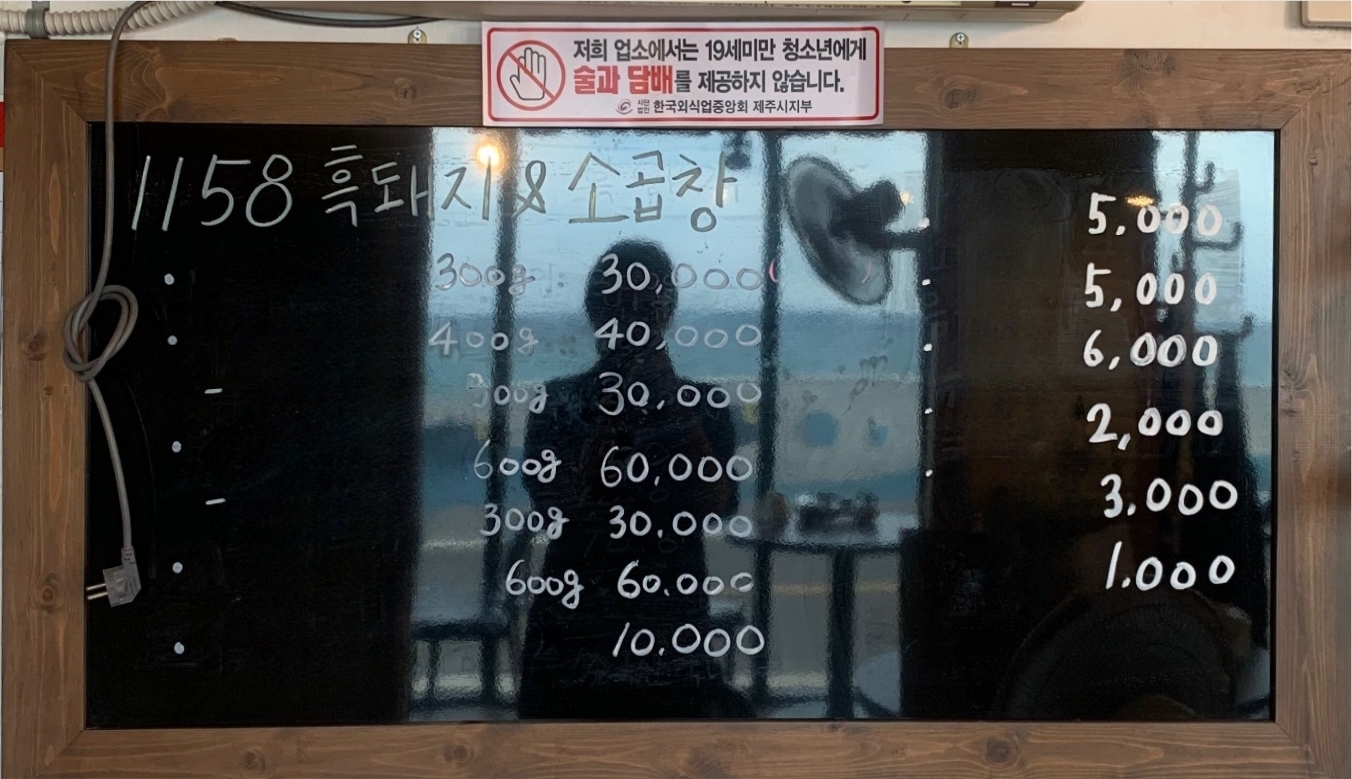 저희 업소에서는 19세미만 청소년에게
술과 담배를 제공하지 않습니다.
사단법인 한국외식업중앙회 제주시지부
1158 흑돼지 & 소곱창
300g 30,000
400g 40,000
300g 30,000
600g 60,000
300g 30.000
600g 60.000
10.000
5,000
5,000
6,000
2,000
3.000
1.000